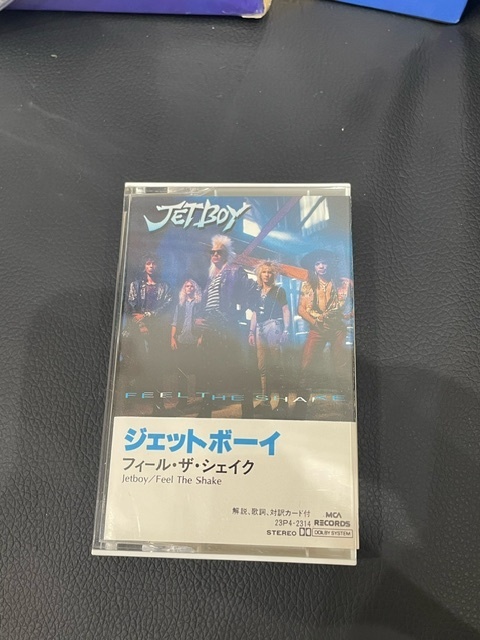 JETBOY
FEEL THE SHAKE
ジェットボーイ
フィール・ザ・シェイク
Jetboy/Feel The Shake
解説、歌詞、対訳カード付
23P4-2314
MCA
RECORDS
STEREO DOLBY SYSTEM